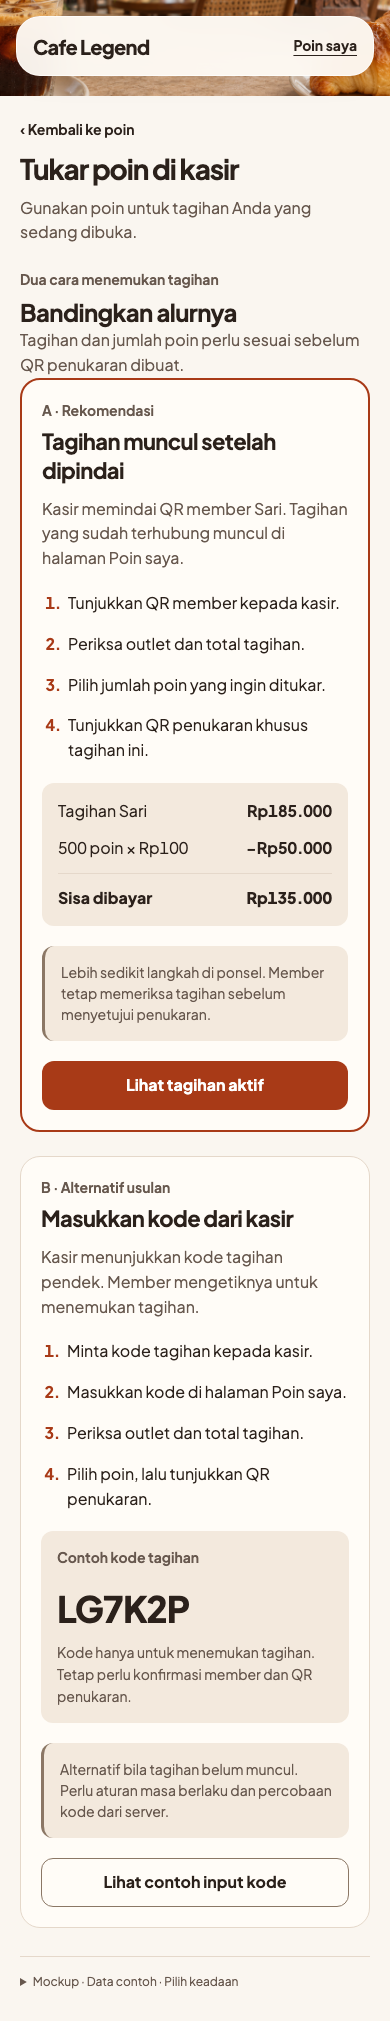 Cafe Legend
Poin saya
‹ Kembali ke poin
Tukar poin di kasir
Gunakan poin untuk tagihan Anda yang
sedang dibuka.
Dua cara menemukan tagihan
Bandingkan alurnya
Tagihan dan jumlah poin perlu sesuai sebelum
QR penukaran dibuat.
A · Rekomendasi
Tagihan muncul setelah
dipindai
Kasir memindai QR member Sari. Tagihan
yang sudah terhubung muncul di
halaman Poin saya.
1. Tunjukkan QR member kepada kasir.
2. Periksa outlet dan total tagihan.
3. Pilih jumlah poin yang ingin ditukar.
4. Tunjukkan QR penukaran khusus
tagihan ini.
Tagihan Sari Rp185.000
500 poin × Rp100 −Rp50.000
Sisa dibayar Rp135.000
Lebih sedikit langkah di ponsel. Member
tetap memeriksa tagihan sebelum
menyetujui penukaran.
Lihat tagihan aktif
B · Alternatif usulan
Masukkan kode dari kasir
Kasir menunjukkan kode tagihan
pendek. Member mengetiknya untuk
menemukan tagihan.
1. Minta kode tagihan kepada kasir.
2. Masukkan kode di halaman Poin saya.
3. Periksa outlet dan total tagihan.
4. Pilih poin, lalu tunjukkan QR
penukaran.
Contoh kode tagihan
LG7K2P
Kode hanya untuk menemukan tagihan.
Tetap perlu konfirmasi member dan QR
penukaran.
Alternatif bila tagihan belum muncul.
Perlu aturan masa berlaku dan percobaan
kode dari server.
Lihat contoh input kode
▶ Mockup · Data contoh · Pilih keadaan